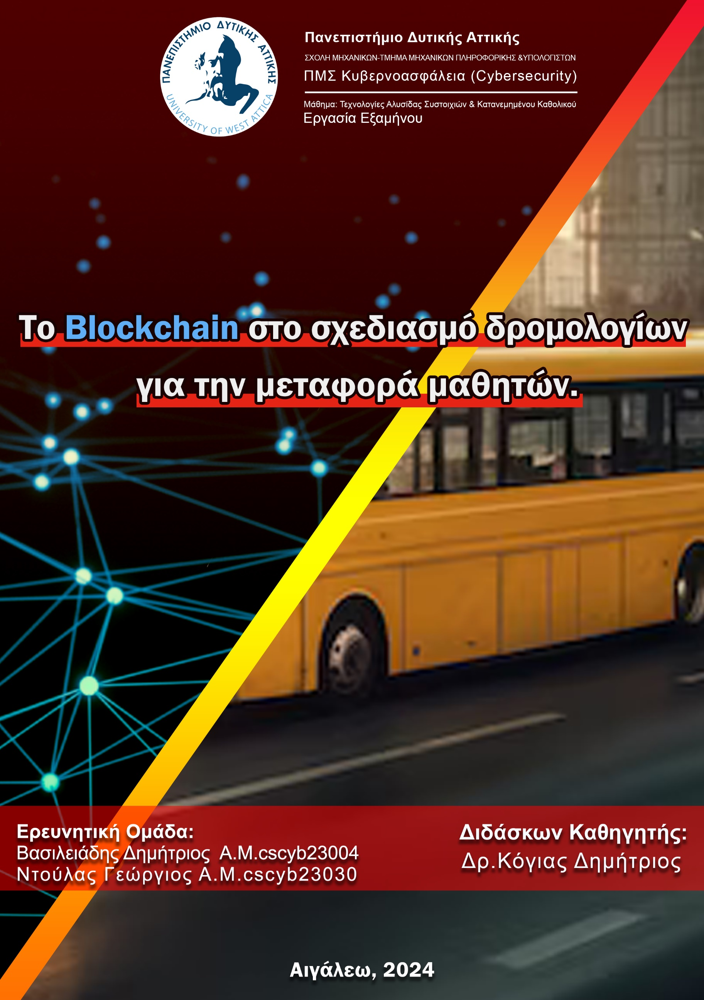 ΠΑΝΕΠΙΣΤΗΜΙΟ ΔΥΤΙΚΗΣ ΑΤΤΙΚΗΣ
UNIVERSITY OF WEST ATTICA
Πανεπιστήμιο Δυτικής Αττικής
ΣΧΟΛΗ ΜΗΧΑΝΙΚΩΝ-ΤΜΗΜΑ ΜΗΧΑΝΙΚΩΝ ΠΛΗΡΟΦΟΡΙΚΗΣ &ΥΠΟΛΟΓΙΣΤΩΝ
ΠΜΣ Κυβερνοασφάλεια (Cybersecurity)
Μάθημα: Τεχνολογίες Αλυσίδας Συστοιχιών & Κατανεμημένου Καθολικού
Εργασία Εξαμήνου
Το Blockchain στο σχεδιασμό δρομολογίων
για την μεταφορά μαθητών.
Ερευνητική Ομάδα:
Βασιλειάδης Δημήτριος Α.Μ.cscyb23004
Ντούλας Γεώργιος Α.Μ.cscyb23030
Διδάσκων Καθηγητής:
Δρ.Κόγιας Δημήτριος
Αιγάλεω, 2024